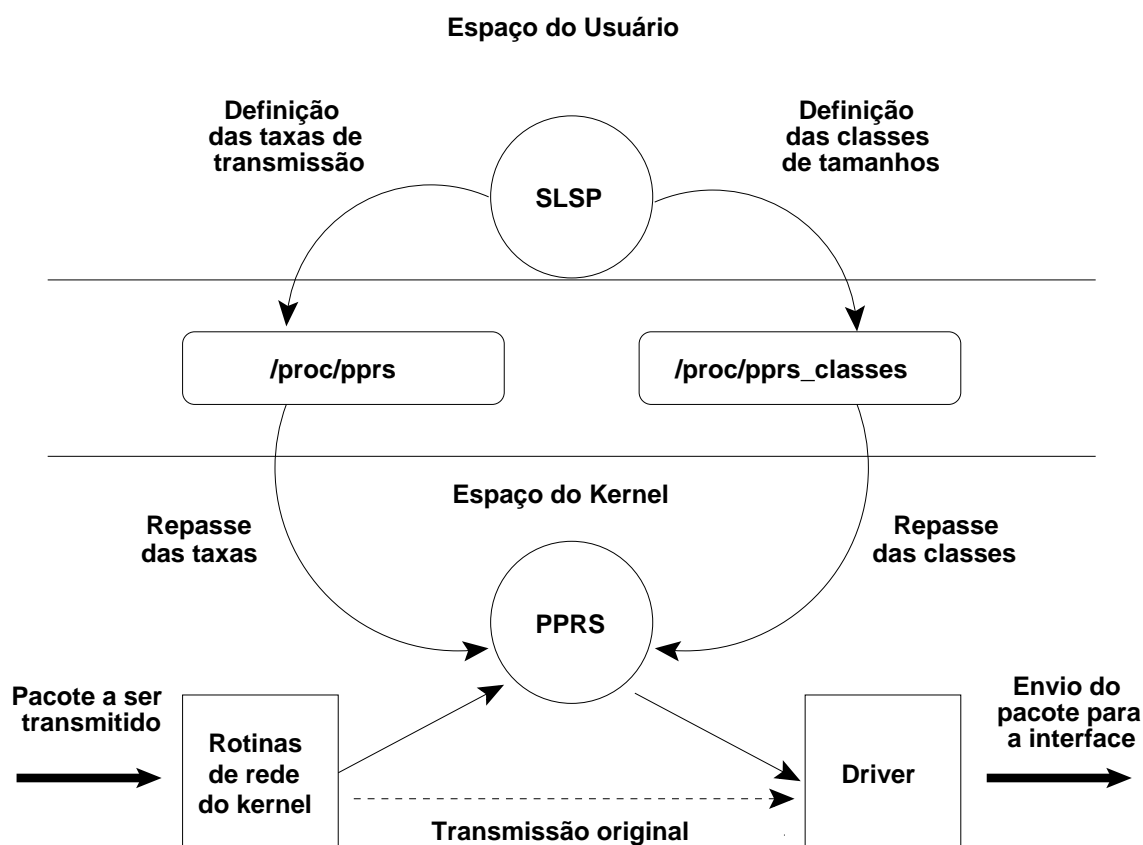 Espaço do Usuário
Definição
das taxas de
transmissão
Definição
das classes
de tamanhos
SLSP
/proc/pprs
/proc/pprs_classes
Espaço do Kernel
Repasse
das taxas
Repasse
das classes
PPRS
Pacote a ser
transmitido
Rotinas
de rede
do kernel
Driver
Envio do
pacote para
a interface
Transmissão original